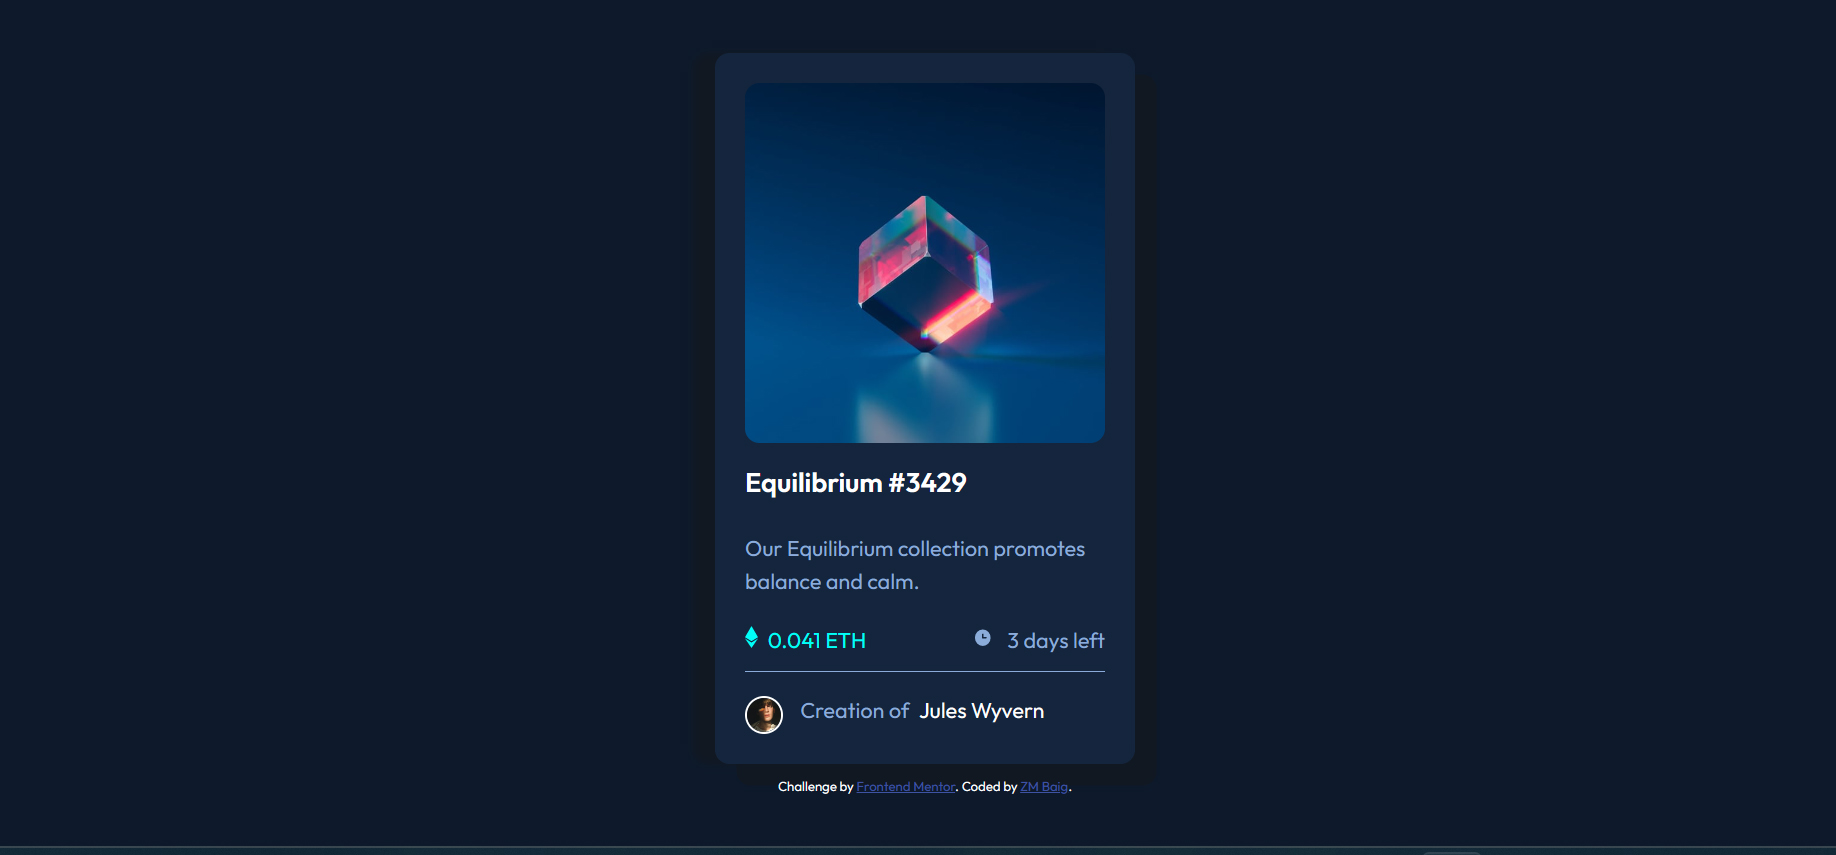 Equilibrium #3429
Our Equilibrium collection promotes
balance and calm.
0.041 ETH
3 days left
Creation of Jules Wyvern
Challenge by Frontend Mentor. Coded by ZM Baig.